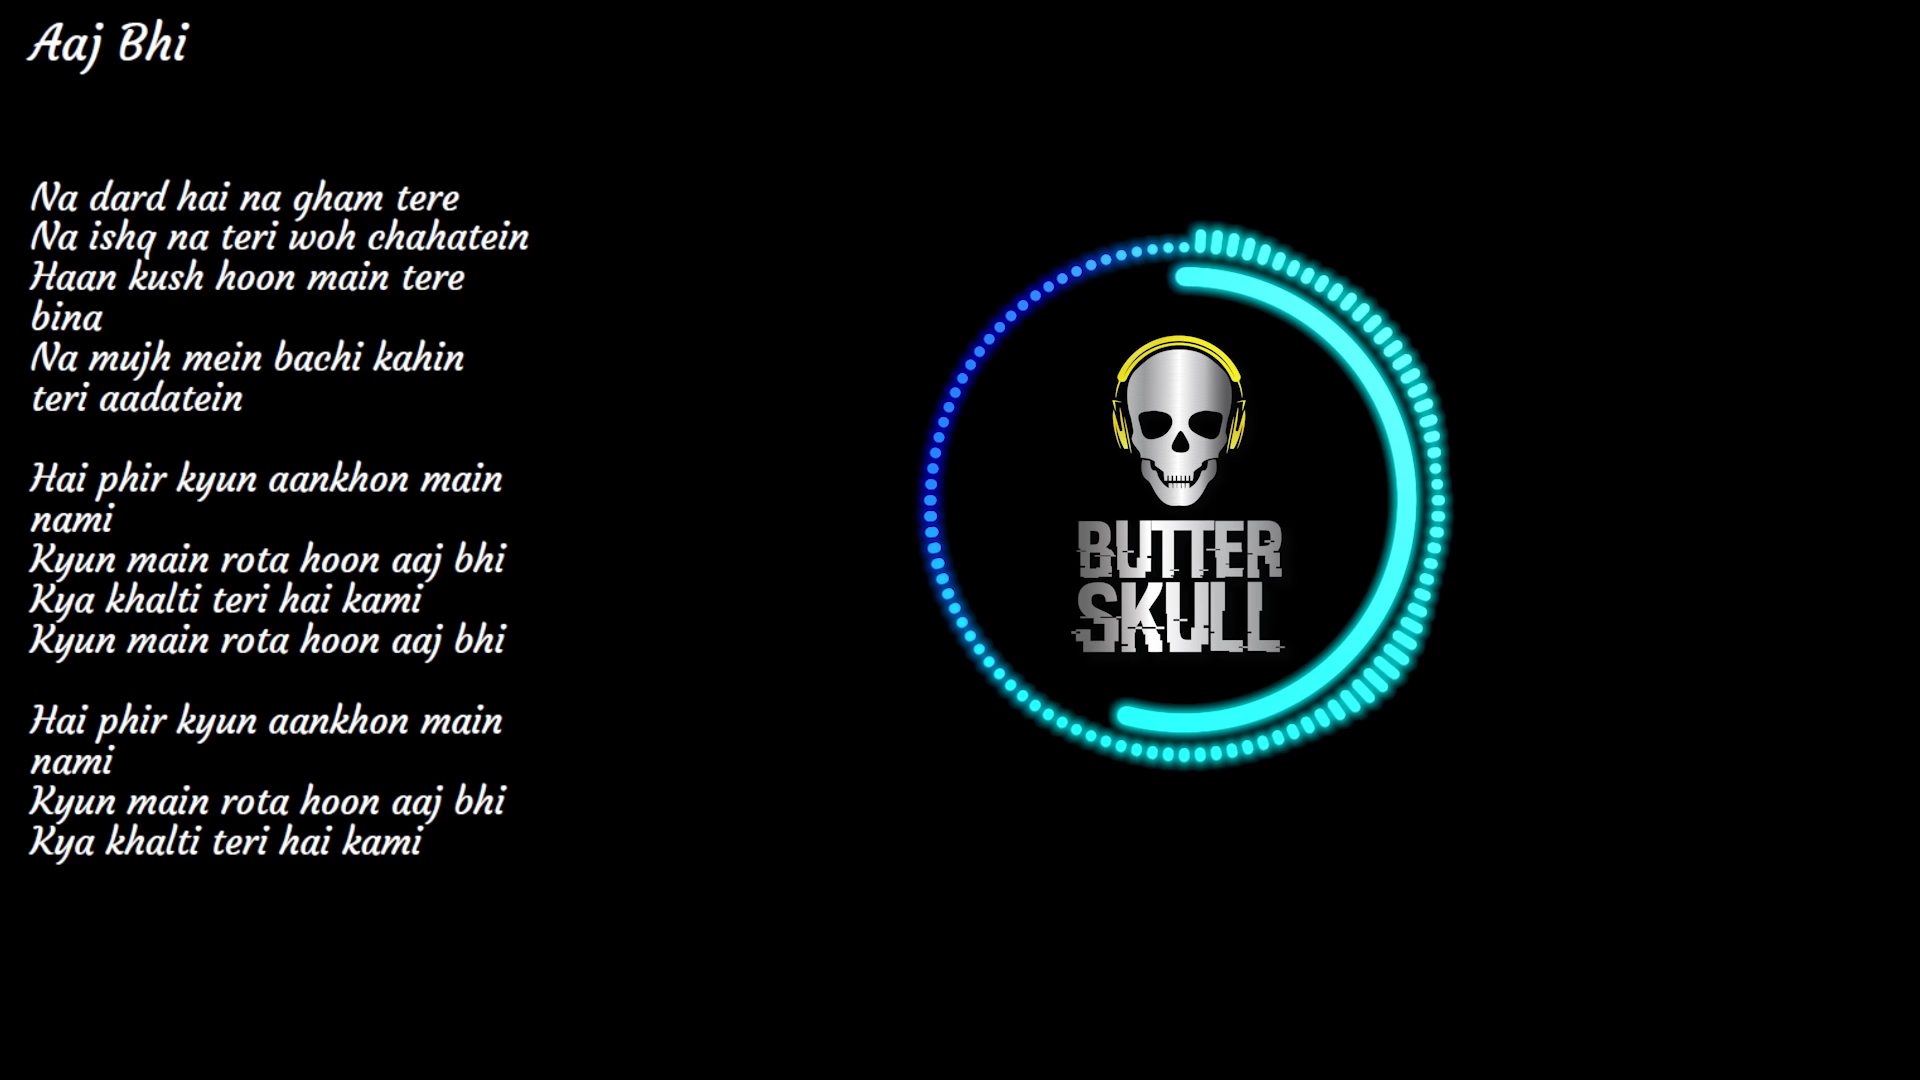 Aaj Bhi
Na dard hai na gham tere
Na ishq na teri woh chahatein
Haan kush hoon main tere
bina
Na mujh mein bachi kahin
teri aadatein
Hai phir kyun aankhon main
nami
Kyun main rota hoon aaj bhi
Kya khalti teri hai kami
Kyun main rota hoon aaj bhi
Hai phir kyun aankhon main
nami
Kyun main rota hoon aaj bhi
Kya khalti teri hai kami
BUTTER
SKULL